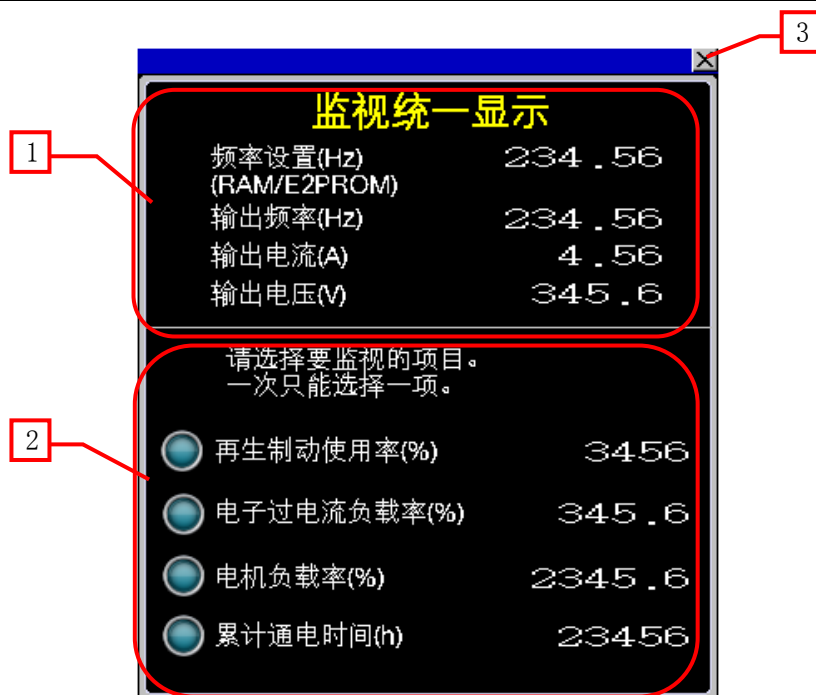 3
监视统一显示
1
频率设置(Hz) 234.56
(RAM/E2PROM)
输出频率(Hz) 234.56
输出电流(A) 4.56
输出电压(V) 345.6
请选择要监视的项目。
一次只能选择一项。
2
再生制动使用率(%) 3456
电子过电流负载率(%) 345.6
电机负载率(%) 2345.6
累计通电时间(h) 23456